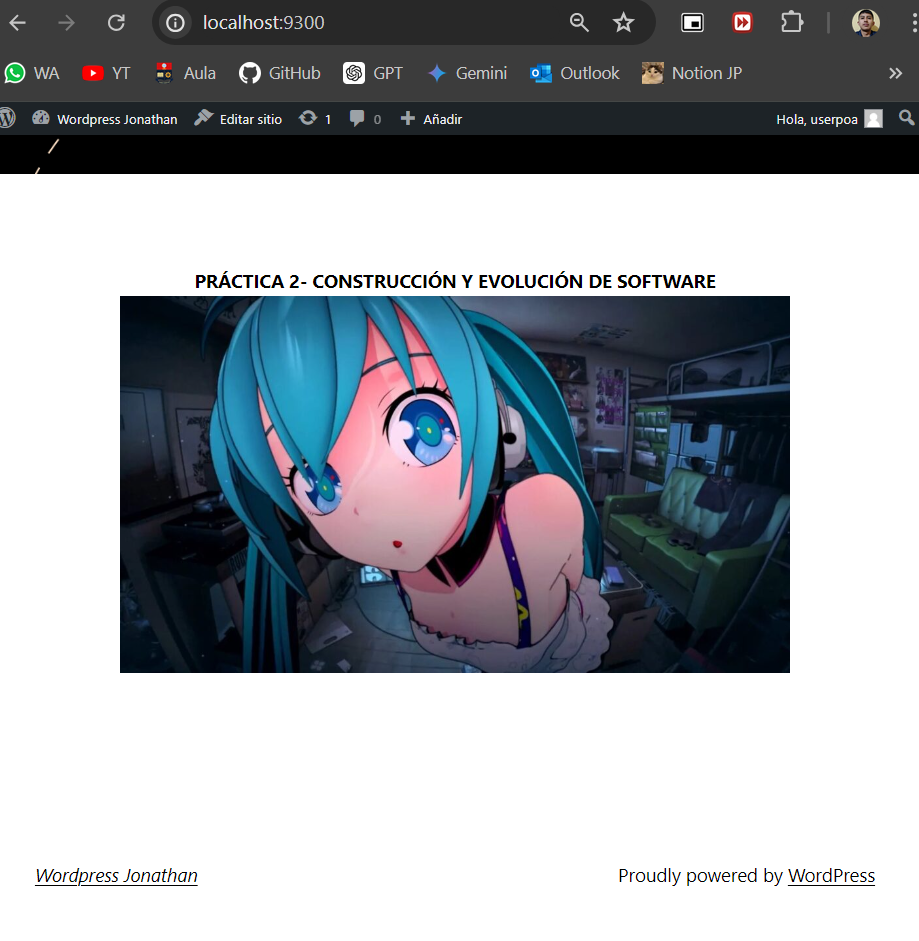 localhost:9300
WA YT Aula GitHub GPT Gemini Outlook Notion JP
Wordpress Jonathan Editar sitio 1 0 Añadir Hola, userpoa
PRÁCTICA 2- CONSTRUCCIÓN Y EVOLUCIÓN DE SOFTWARE
Wordpress Jonathan Proudly powered by WordPress